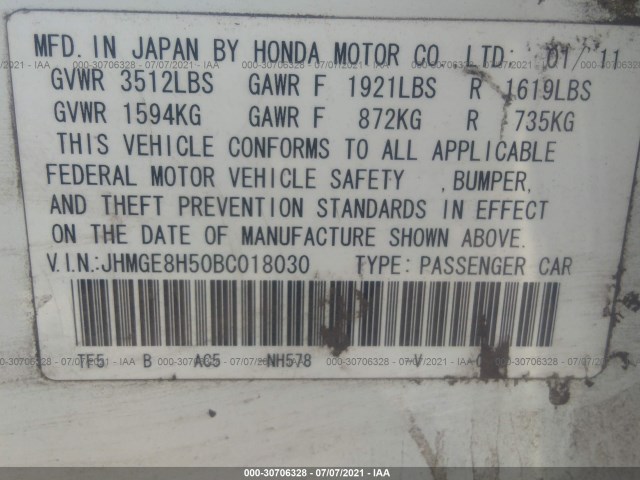 MFD. IN JAPAN BY HONDA MOTOR CO., LTD: 01/ 11
GVWR 3512LBS GAWR F 1921LBS R 1619LBS
GVWR 1594KG GAWR F 872KG R 735KG
THIS VEHICLE CONFORMS TO ALL APPLICABLE
FEDERAL MOTOR VEHICLE SAFETY , BUMPER,
AND THEFT PREVENTION STANDARDS IN EFFECT
ON THE DATE OF MANUFACTURE SHOWN ABOVE.
V.I.N.:JHMGE8H50BC018030 TYPE: PASSENGER CAR
TF5 B AC5 NH578 V
000-30706328 - 07/07/2021 - IAA